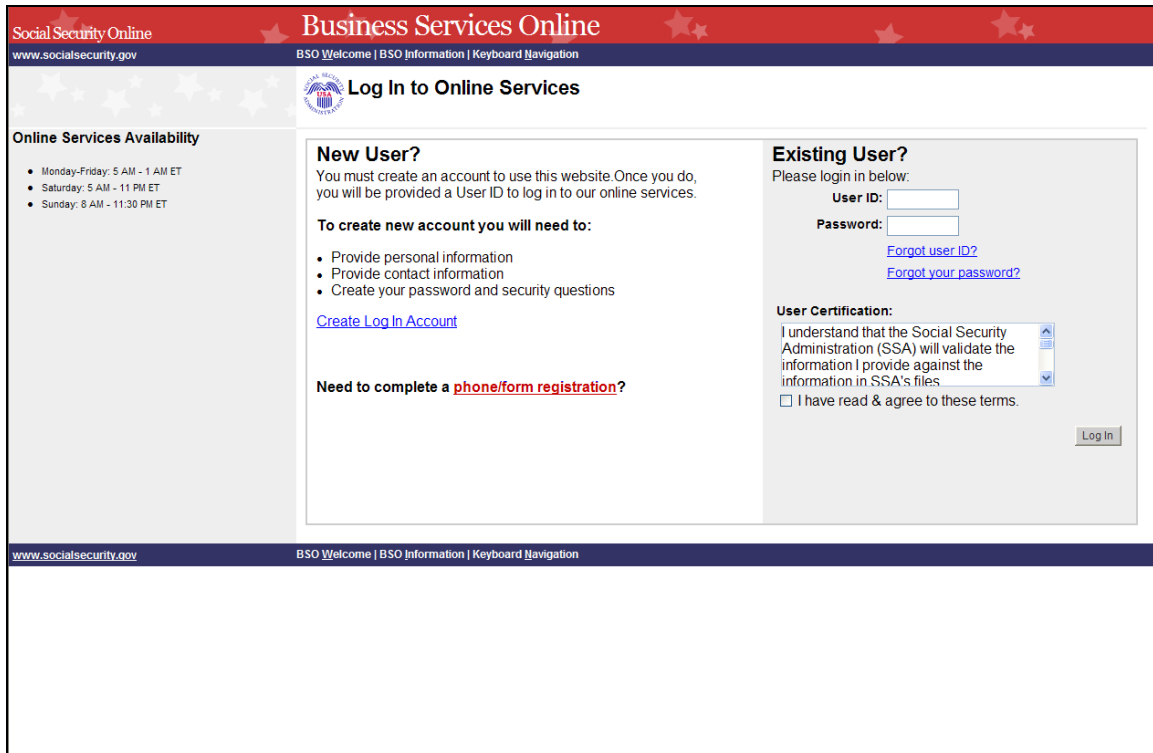 Social Security Online
Business Services Online
www.socialsecurity.gov
BSO Welcome | BSO Information | Keyboard Navigation
SOCIAL SECURITY ADMINISTRATION
USA
Log In to Online Services
Online Services Availability
• Monday-Friday: 5 AM - 1 AM ET
• Saturday: 5 AM - 11 PM ET
• Sunday: 8 AM - 11:30 PM ET
New User?
You must create an account to use this website.Once you do,
you will be provided a User ID to log in to our online services.
To create new account you will need to:
• Provide personal information
• Provide contact information
• Create your password and security questions
Create Log In Account
Need to complete a phone/form registration?
Existing User?
Please login in below:
User ID:
Password:
Forgot user ID?
Forgot your password?
User Certification:
I understand that the Social Security
Administration (SSA) will validate the
information I provide against the
information in SSA's files
I have read & agree to these terms.
Log In
www.socialsecurity.gov
BSO Welcome | BSO Information | Keyboard Navigation